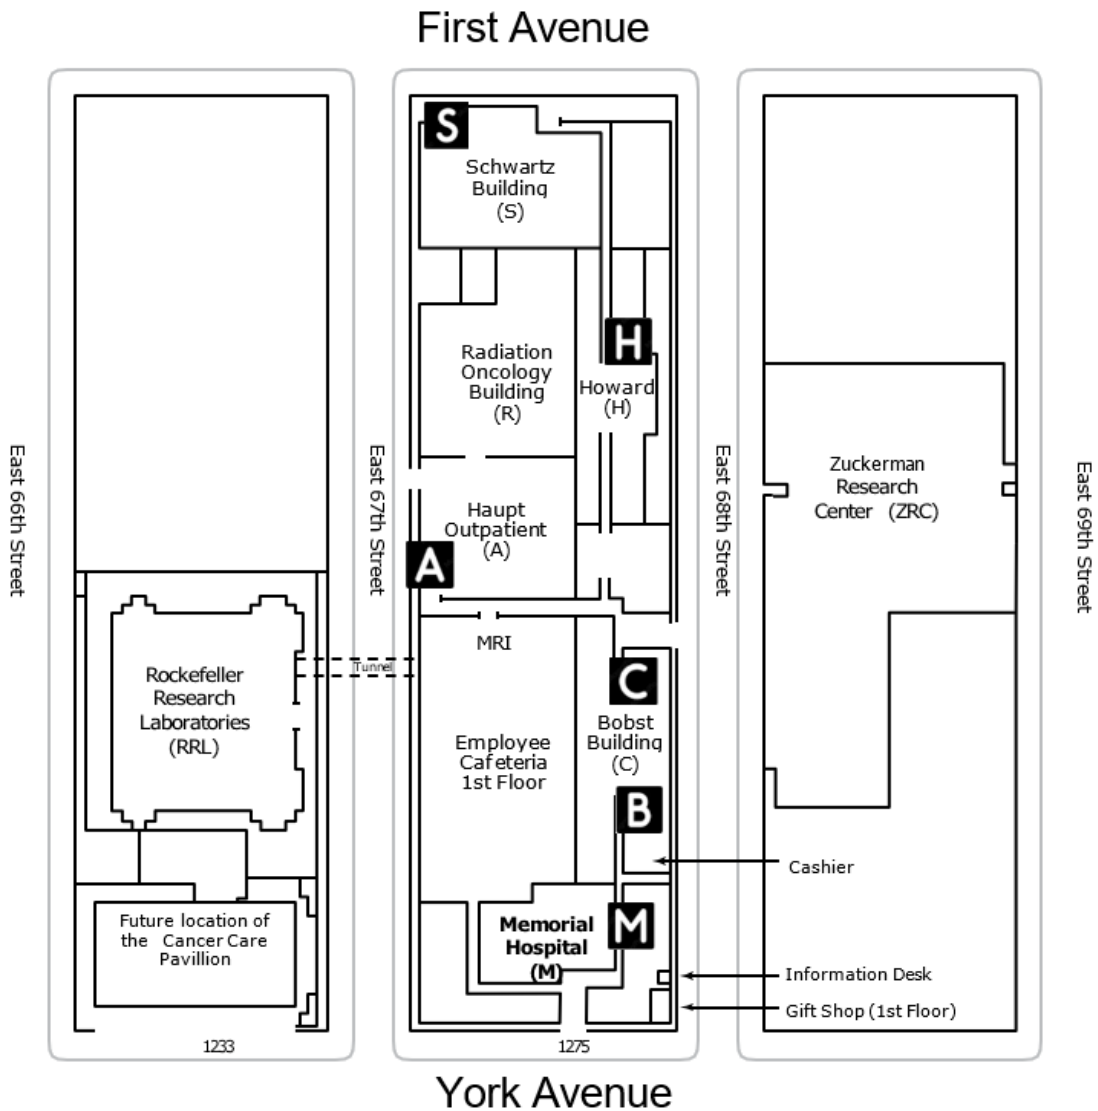 First Avenue
S
Schwartz
Building
(S)
H
Radiation
Oncology
Building
(R)
Howard
(H)
East 66th Street
East 67th Street
East 68th Street
East 69th Street
Zuckerman
Research
Center (ZRC)
Haupt
Outpatient
(A)
A
MRI
Tunnel
C
Rockefeller
Research
Laboratories
(RRL)
Bobst
Building
(C)
Employee
Cafeteria
1st Floor
B
Cashier
Future location of
the Cancer Care
Pavillion
Memorial
Hospital
(M)
M
Information Desk
Gift Shop (1st Floor)
1233
1275
York Avenue